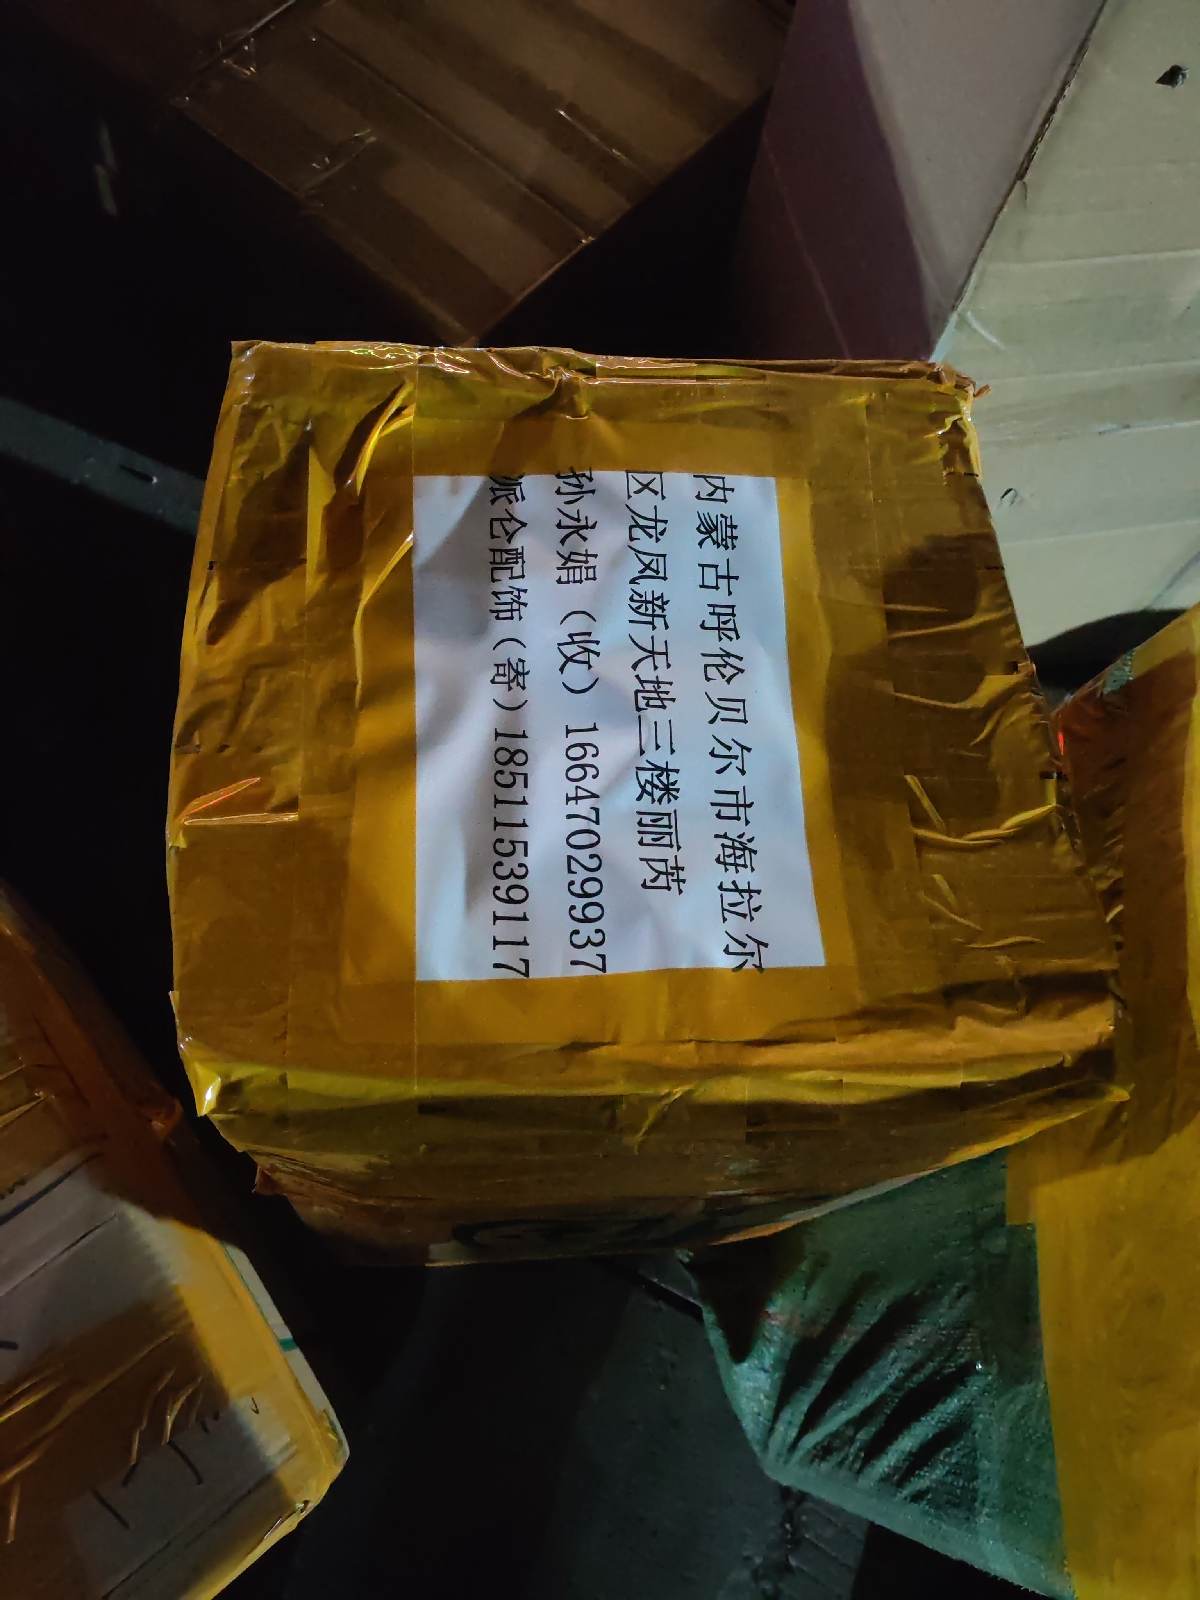 内蒙古呼伦贝尔市海拉尔
区龙凤新天地三楼丽芮
孙永娟（收）16647029937
派仑配饰（寄）18511539117